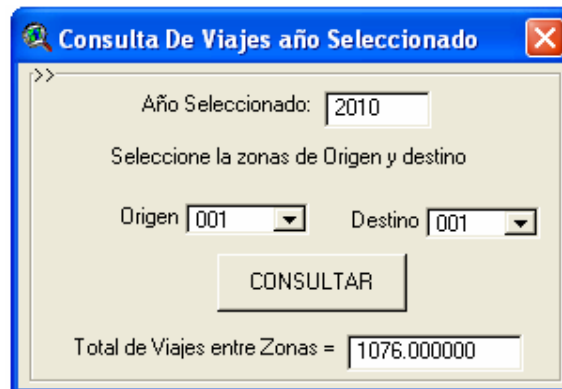 Consulta De Viajes año Seleccionado
>>
Año Seleccionado: 2010
Seleccione la zonas de Origen y destino
Origen 001 Destino 001
CONSULTAR
Total de Viajes entre Zonas = 1076.000000